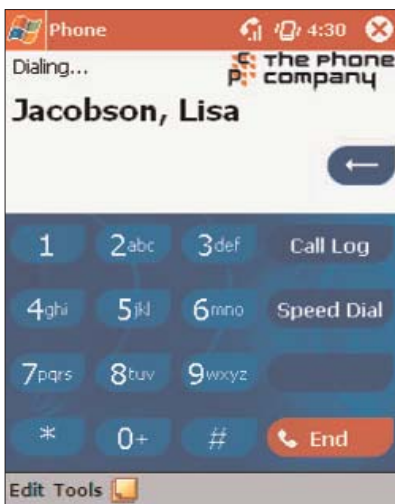 Phone 4:30
Dialing...
cpc the phone company
Jacobson, Lisa
1 2abc 3def Call Log
4ghi 5jkl 6mno Speed Dial
7pqrs 8tuv 9wxyz
* 0+ # End
Edit Tools